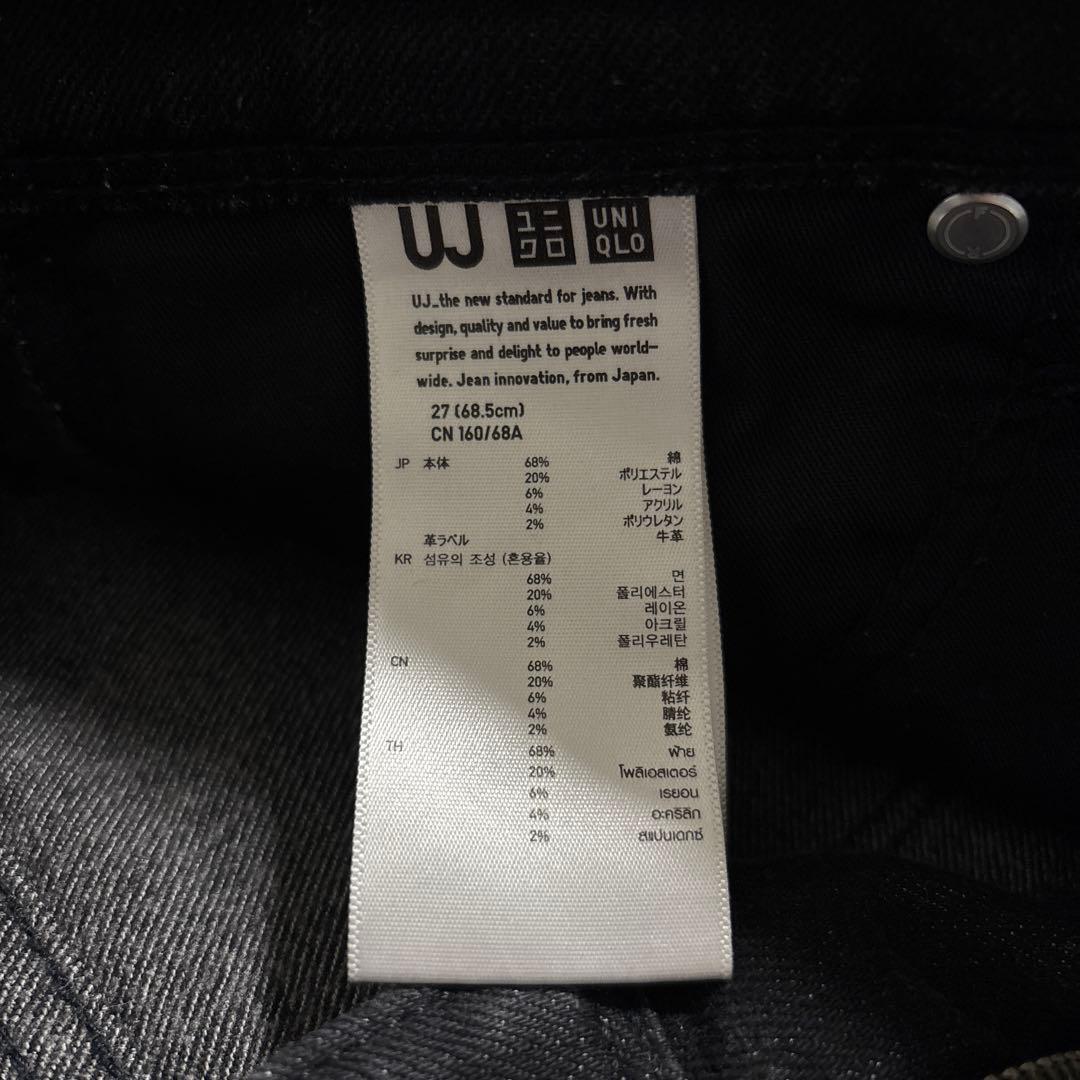 UJ ユニクロ UNIQLO
UJ_the new standard for jeans. With
design, quality and value to bring fresh
surprise and delight to people world-
wide. Jean innovation, from Japan.
27 (68.5cm)
CN 160/68A
JP 本体 68% 綿
20% ポリエステル
6% レーヨン
4% アクリル
2% ポリウレタン
革ラベル 牛革
KR 섬유의 조성 (혼용율)
68% 면
20% 폴리에스터
6% 레이온
4% 아크릴
2% 폴리우레탄
CN 68% 棉
20% 聚酯纤维
6% 粘纤
4% 腈纶
2% 氨纶
TH 68% ฝ้าย
20% โพลิเอสเตอร์
6% เรยอน
4% อะคริลิก
2% สแปนเดกซ์